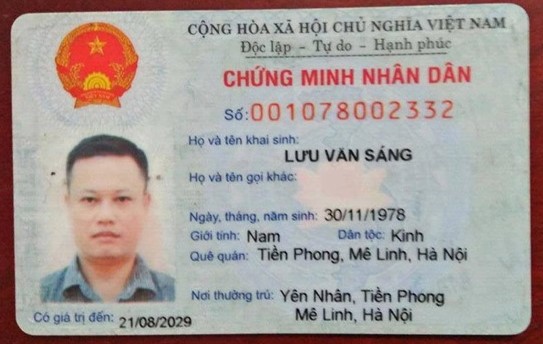 CỘNG HÒA XÃ HỘI CHỦ NGHĨA VIỆT NAM
Độc lập - Tự do - Hạnh phúc
CHỨNG MINH NHÂN DÂN
Số: 001078002332
Họ và tên khai sinh:
LƯU VĂN SÁNG
Họ và tên gọi khác:
Ngày, tháng, năm sinh: 30/11/1978
Giới tính: Nam Dân tộc: Kinh
Quê quán: Tiền Phong, Mê Linh, Hà Nội
Nơi thường trú: Yên Nhân, Tiền Phong
Mê Linh, Hà Nội
Có giá trị đến: 21/08/2029